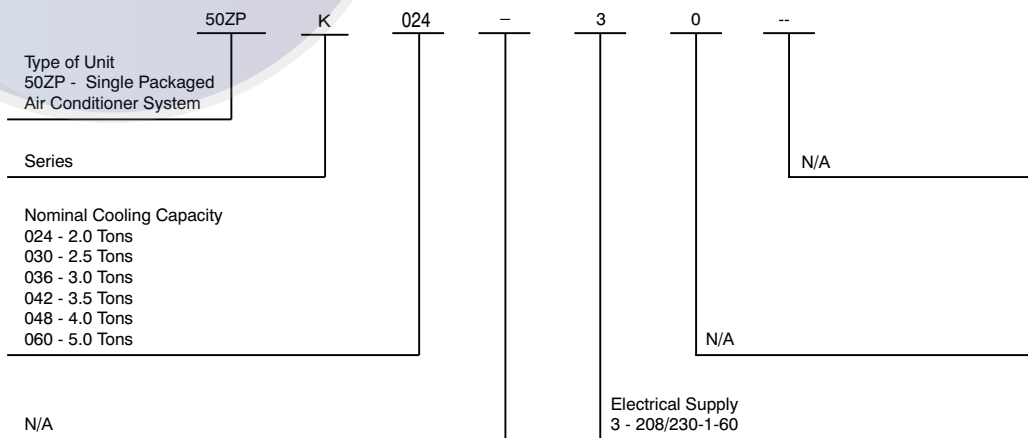 50ZP K 024 – 3 0 --
Type of Unit
50ZP - Single Packaged
Air Conditioner System
Series
N/A
Nominal Cooling Capacity
024 - 2.0 Tons
030 - 2.5 Tons
036 - 3.0 Tons
042 - 3.5 Tons
048 - 4.0 Tons
060 - 5.0 Tons
N/A
Electrical Supply
3 - 208/230-1-60
N/A